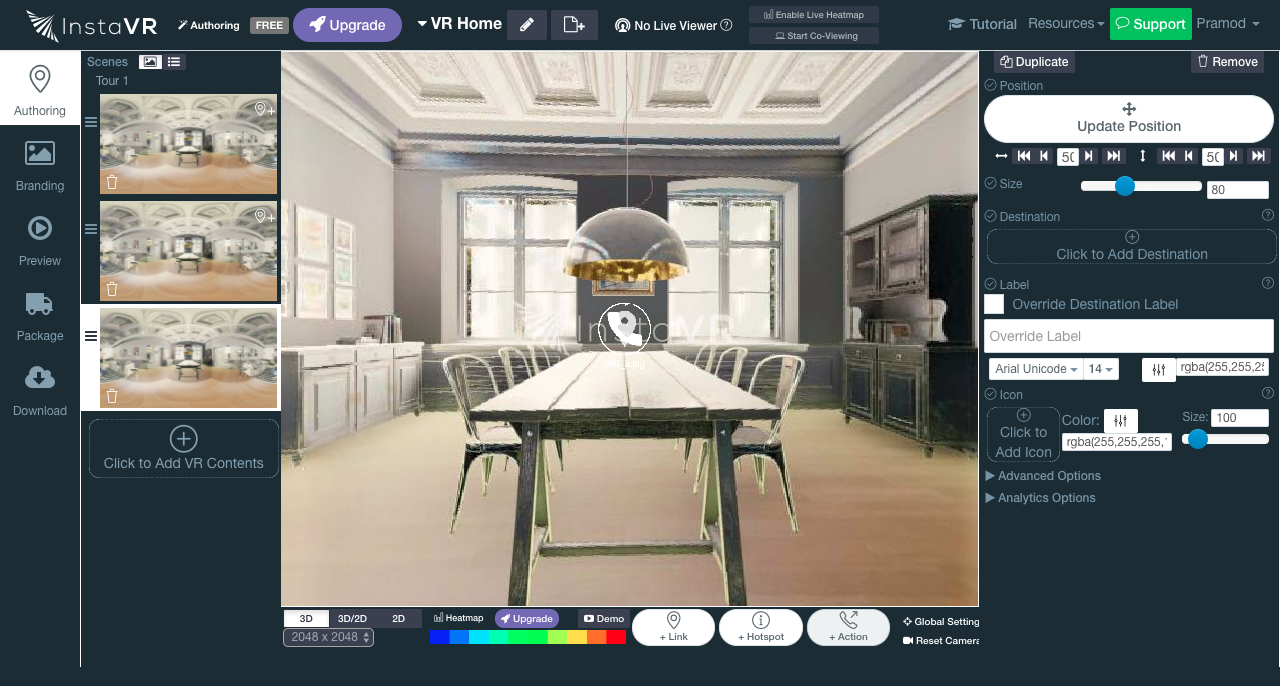 InstaVR
Authoring
FREE
Upgrade
VR Home
No Live Viewer
Enable Live Heatmap
Start Co-Viewing
Tutorial
Resources
Support
Pramod
Authoring
Branding
Preview
Package
Download
Scenes
Tour 1
Click to Add VR Contents
InstaVR
3D
3D/2D
2D
2048 x 2048
Heatmap
Upgrade
Demo
+ Link
+ Hotspot
+ Action
Global Setting
Reset Camera
Duplicate
Remove
Position
Update Position
50
50
Size
80
Destination
?
Click to Add Destination
Label
?
Override Destination Label
Override Label
Arial Unicode
14
rgba(255,255,25
Icon
?
Click to
Add Icon
Color:
rgba(255,255,255,
Size:
100
Advanced Options
Analytics Options